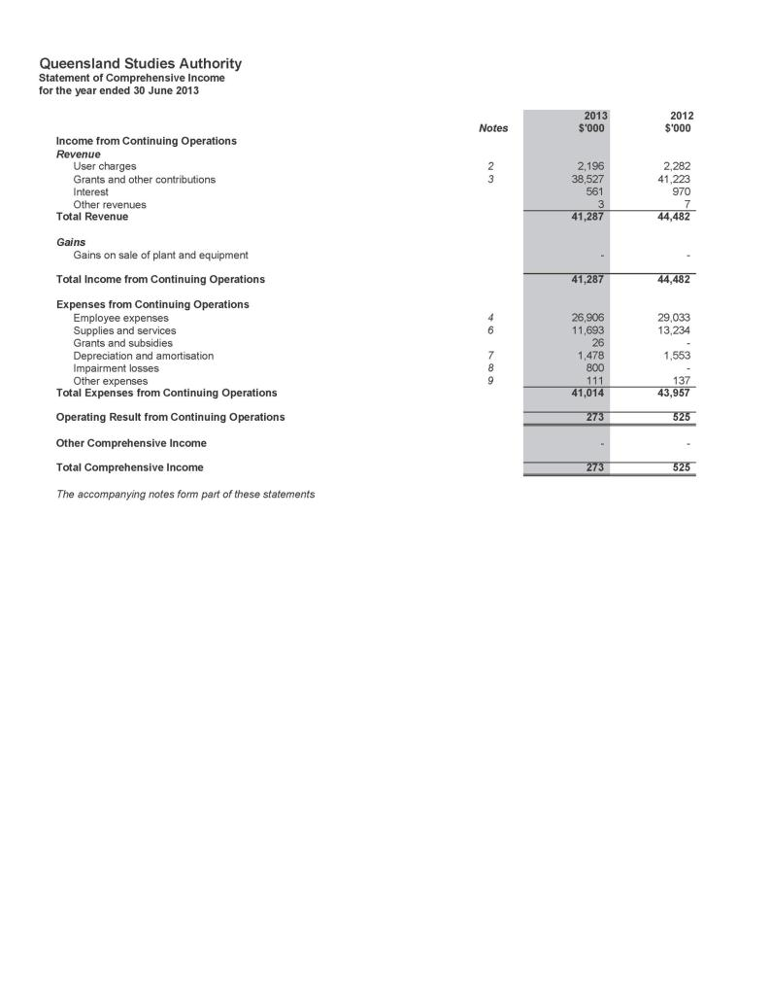 Queensland Studies Authority
Statement of Comprehensive Income
for the year ended 30 June 2013
2013 2012
Notes $'000 $'000
Income from Continuing Operations
Revenue
User charges 2 2,196 2,282
Grants and other contributions 3 38,527 41,223
Interest 561 970
Other revenues 3 7
Total Revenue 41,287 44,482
Gains
Gains on sale of plant and equipment - -
Total Income from Continuing Operations 41,287 44,482
Expenses from Continuing Operations
Employee expenses 4 26,906 29,033
Supplies and services 6 11,693 13,234
Grants and subsidies 26 -
Depreciation and amortisation 7 1,478 1,553
Impairment losses 8 800 -
Other expenses 9 111 137
Total Expenses from Continuing Operations 41,014 43,957
Operating Result from Continuing Operations 273 525
Other Comprehensive Income - -
Total Comprehensive Income 273 525
The accompanying notes form part of these statements